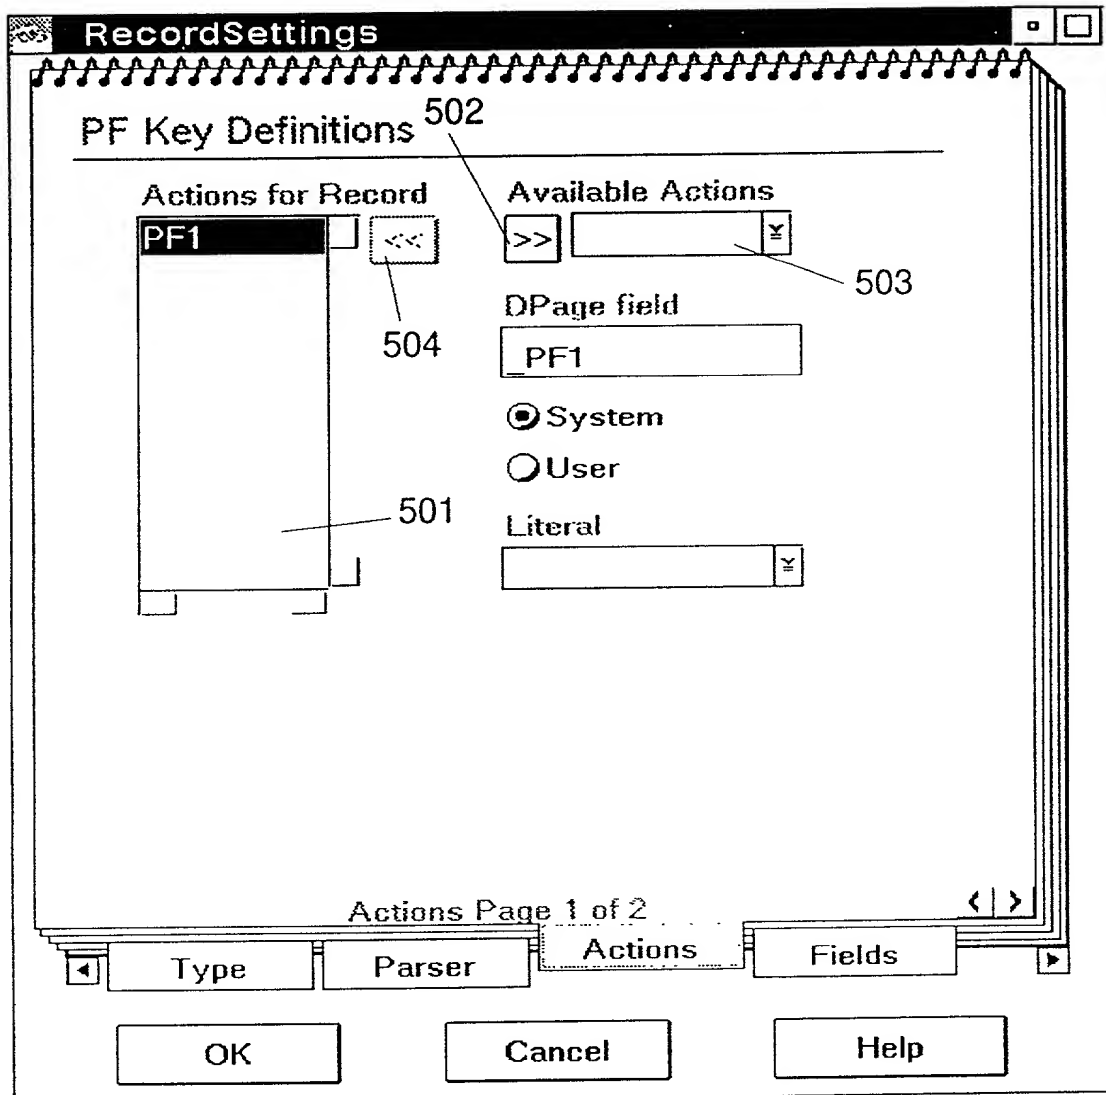 RecordSettings
PF Key Definitions
502
Actions for Record
Available Actions
PF1
<<
>>
503
504
DPage field
_PF1
System
User
501
Literal
Actions Page 1 of 2
< >
Type
Parser
Actions
Fields
OK
Cancel
Help